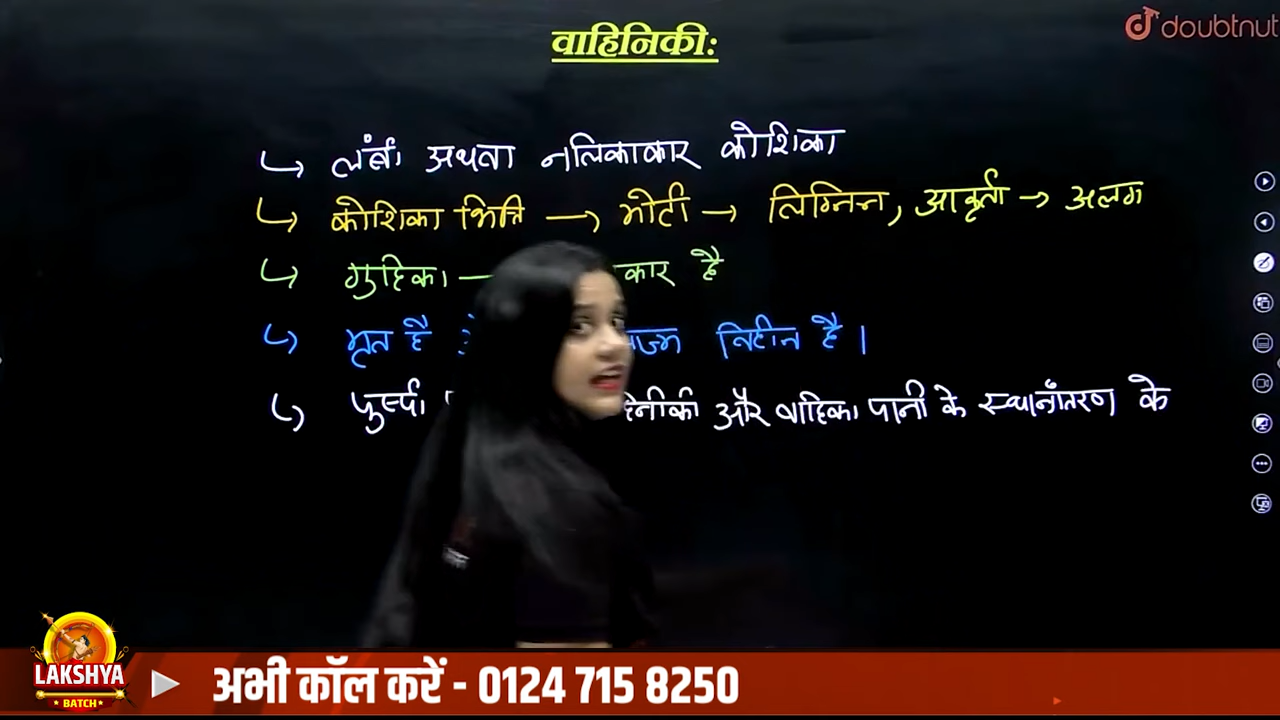 doubtnut
वाहिनिकी:
↳ लंबी अथवा नलिकाकार कोशिका
↳ कोशिका भित्ति → मोटी → लिग्निन, आकृती → अलग
↳ गुहिका — कार है
↳ मृत है विहीन है।
↳ और वाहिका पानी के स्थानाँतरण के
LAKSHYA
BATCH
अभी कॉल करें - 0124 715 8250